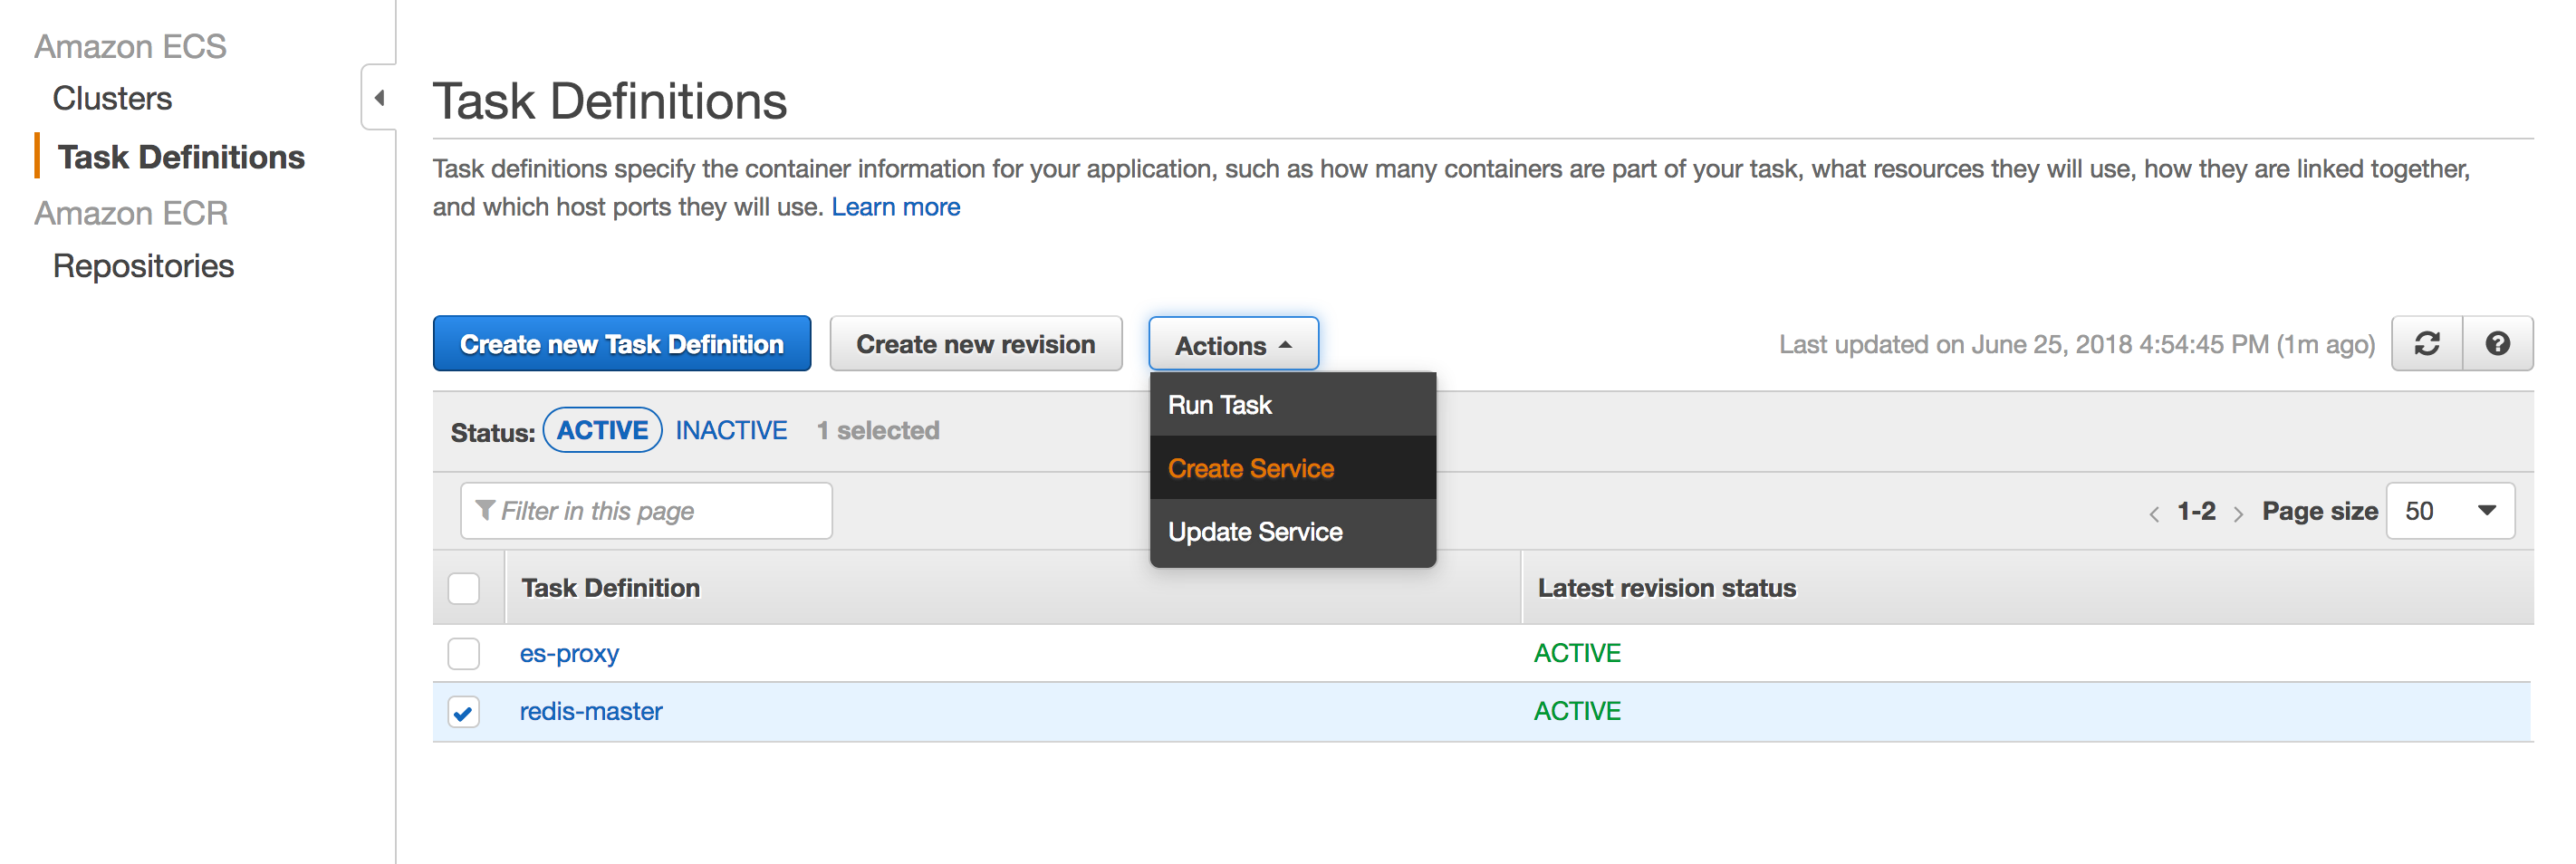 Amazon ECS
Clusters
Task Definitions
Amazon ECR
Repositories
Task Definitions
Task definitions specify the container information for your application, such as how many containers are part of your task, what resources they will use, how they are linked together,
and which host ports they will use. Learn more
Create new Task Definition Create new revision Actions Last updated on June 25, 2018 4:54:45 PM (1m ago)
Run Task
Create Service
Update Service
Status: ACTIVE INACTIVE 1 selected
Filter in this page < 1-2 > Page size 50
Task Definition Latest revision status
es-proxy ACTIVE
redis-master ACTIVE